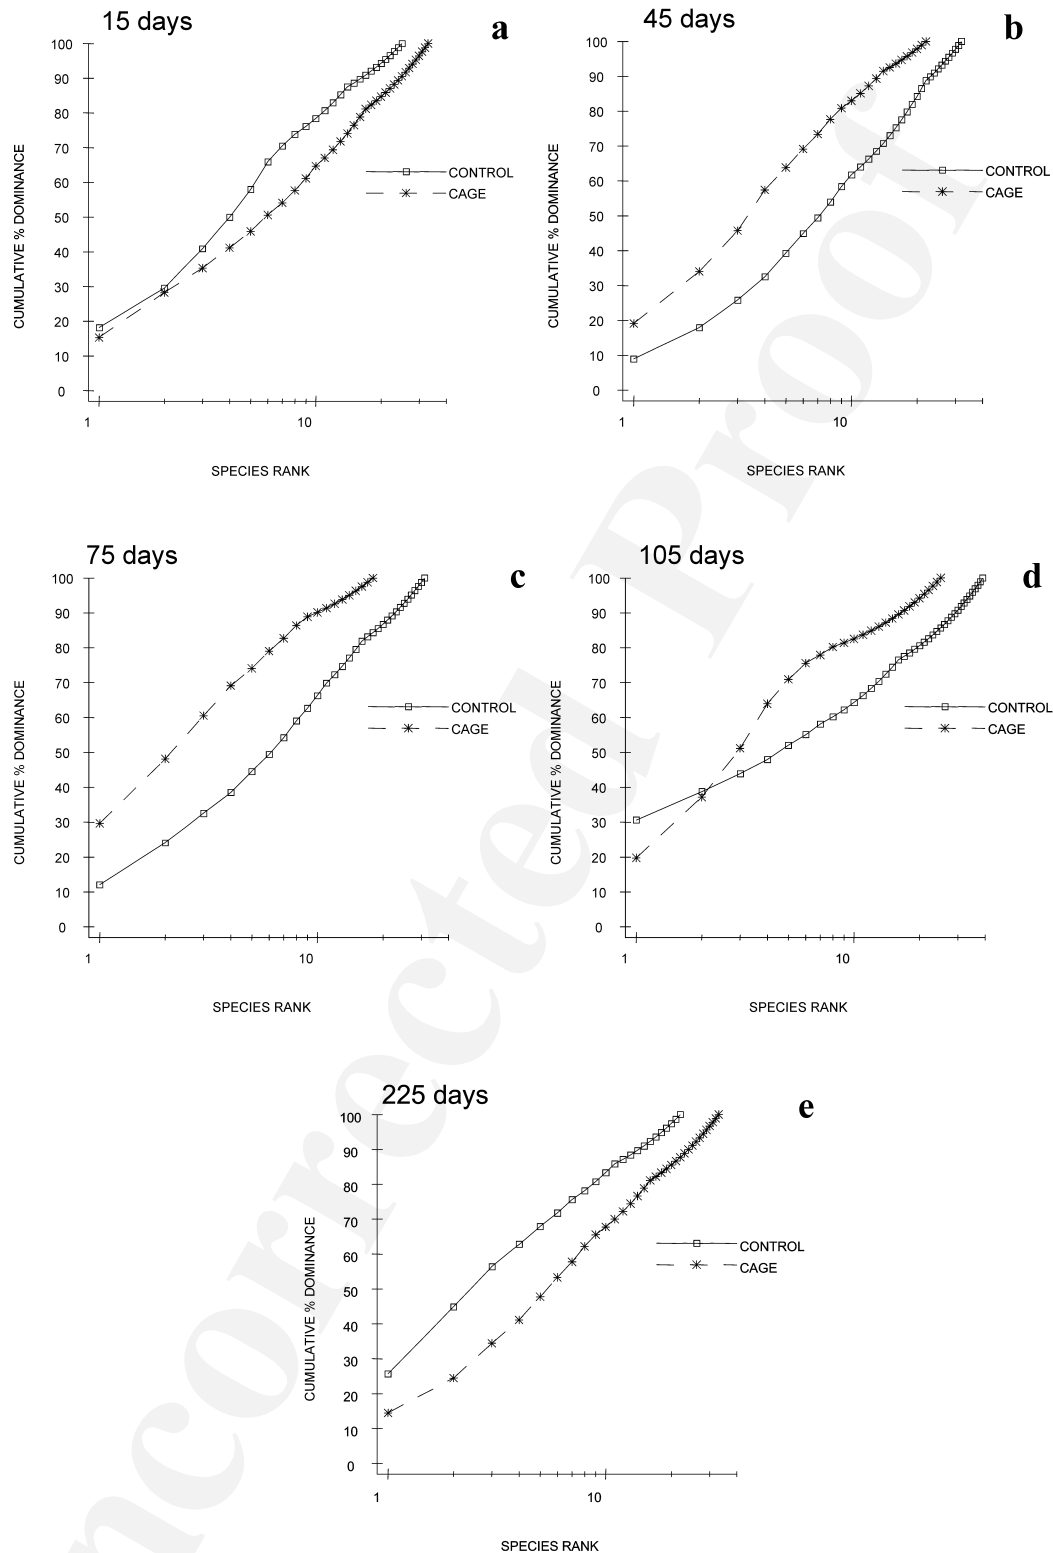 15 days
a
CUMULATIVE % DOMINANCE
100
90
80
70
60
50
40
30
20
10
0
1
10
SPECIES RANK
CONTROL
CAGE
45 days
b
CUMULATIVE % DOMINANCE
100
90
80
70
60
50
40
30
20
10
0
1
10
SPECIES RANK
CONTROL
CAGE
75 days
c
CUMULATIVE % DOMINANCE
100
90
80
70
60
50
40
30
20
10
0
1
10
SPECIES RANK
CONTROL
CAGE
105 days
d
CUMULATIVE % DOMINANCE
100
90
80
70
60
50
40
30
20
10
0
1
10
SPECIES RANK
CONTROL
CAGE
225 days
e
CUMULATIVE % DOMINANCE
100
90
80
70
60
50
40
30
20
10
0
1
10
SPECIES RANK
CONTROL
CAGE
ncorrected Proof